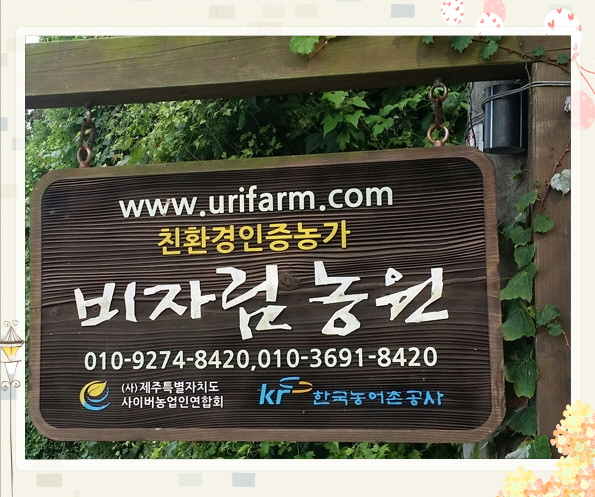 www.urifarm.com
친환경인증농가
비자림 농원
010-9274-8420,010-3691-8420
(사)제주특별자치도
사이버농업인연합회
kr 한국농어촌공사